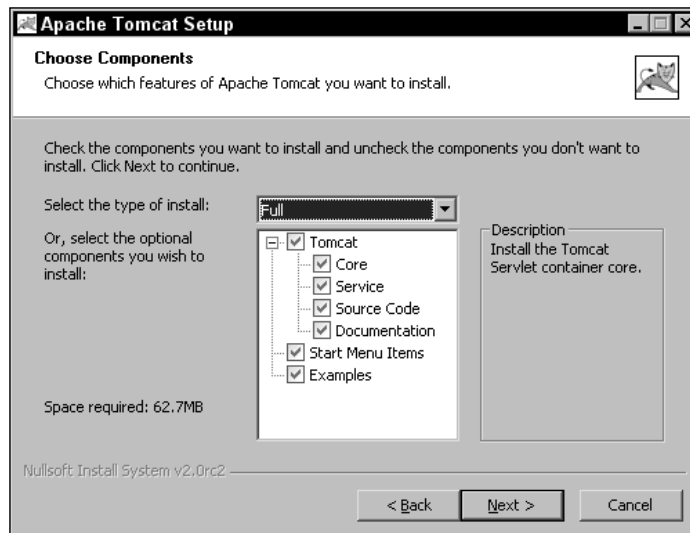 Apache Tomcat Setup
Choose Components
Choose which features of Apache Tomcat you want to install.
Check the components you want to install and uncheck the components you don't want to
install. Click Next to continue.
Select the type of install:
Full
Or, select the optional
components you wish to
install:
Tomcat
Core
Service
Source Code
Documentation
Start Menu Items
Examples
Description
Install the Tomcat
Servlet container core.
Space required: 62.7MB
Nullsoft Install System v2.0rc2
< Back
Next >
Cancel